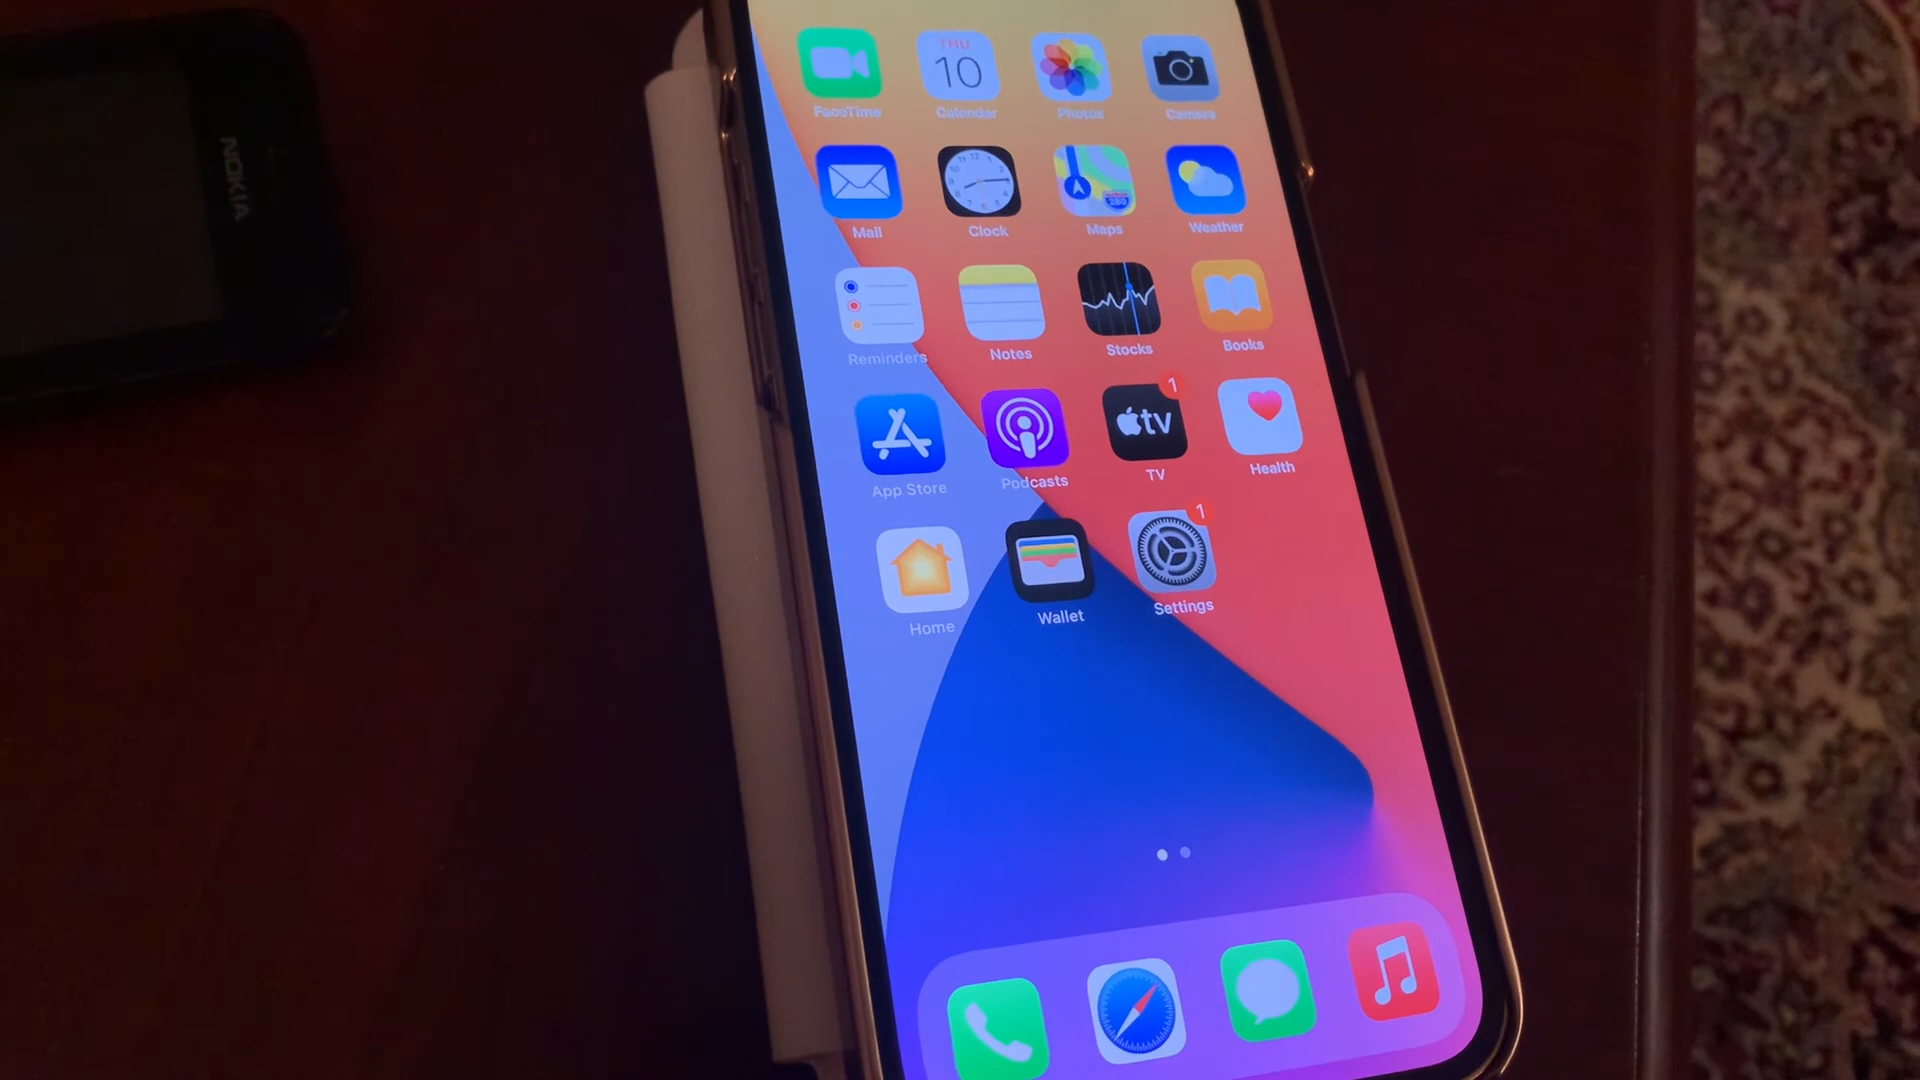 NOKIA
THU
10
FaceTime
Calendar
Photos
Camera
280
Mail
Clock
Maps
Weather
Reminders
Notes
Stocks
Books
1
tv
App Store
Podcasts
TV
Health
1
Home
Wallet
Settings